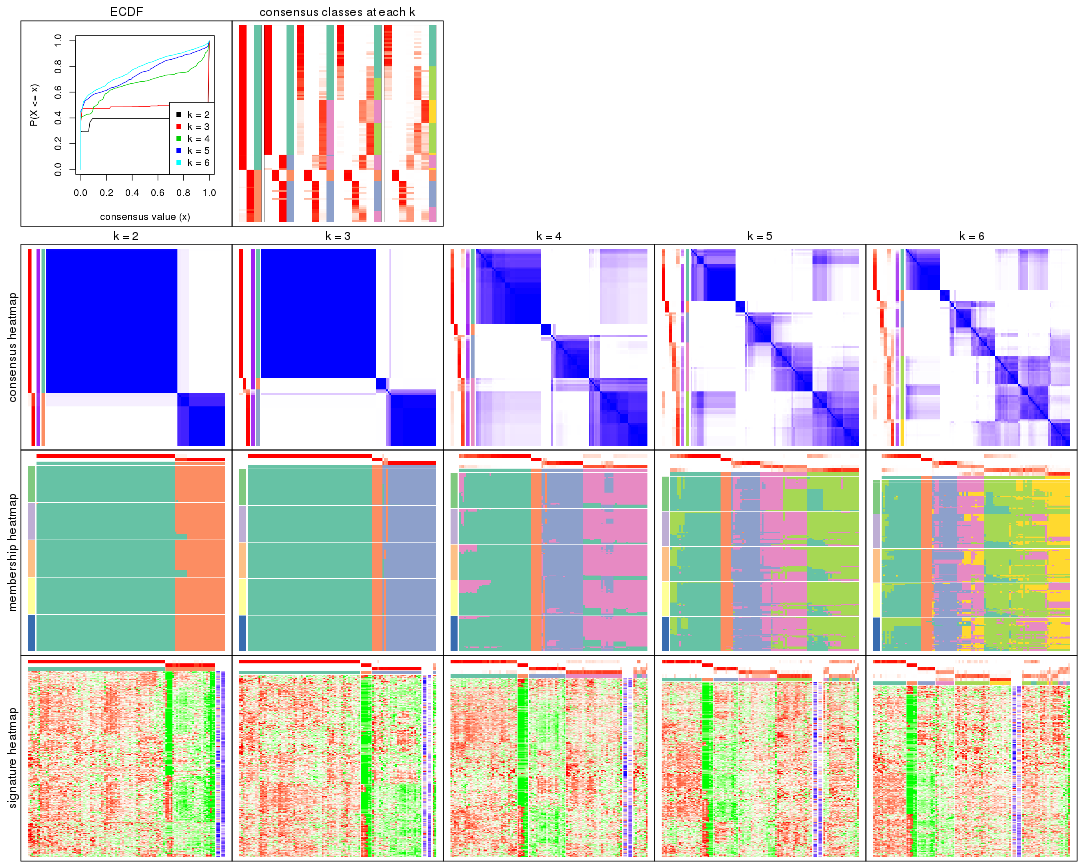 ECDF
consensus classes at each k
P(X <= x)
0.0
0.2
0.4
0.6
0.8
1.0
k = 2
k = 3
k = 4
k = 5
k = 6
0.0
0.2
0.4
0.6
0.8
1.0
consensus value (x)
k = 2
k = 3
k = 4
k = 5
k = 6
consensus heatmap
membership heatmap
signature heatmap